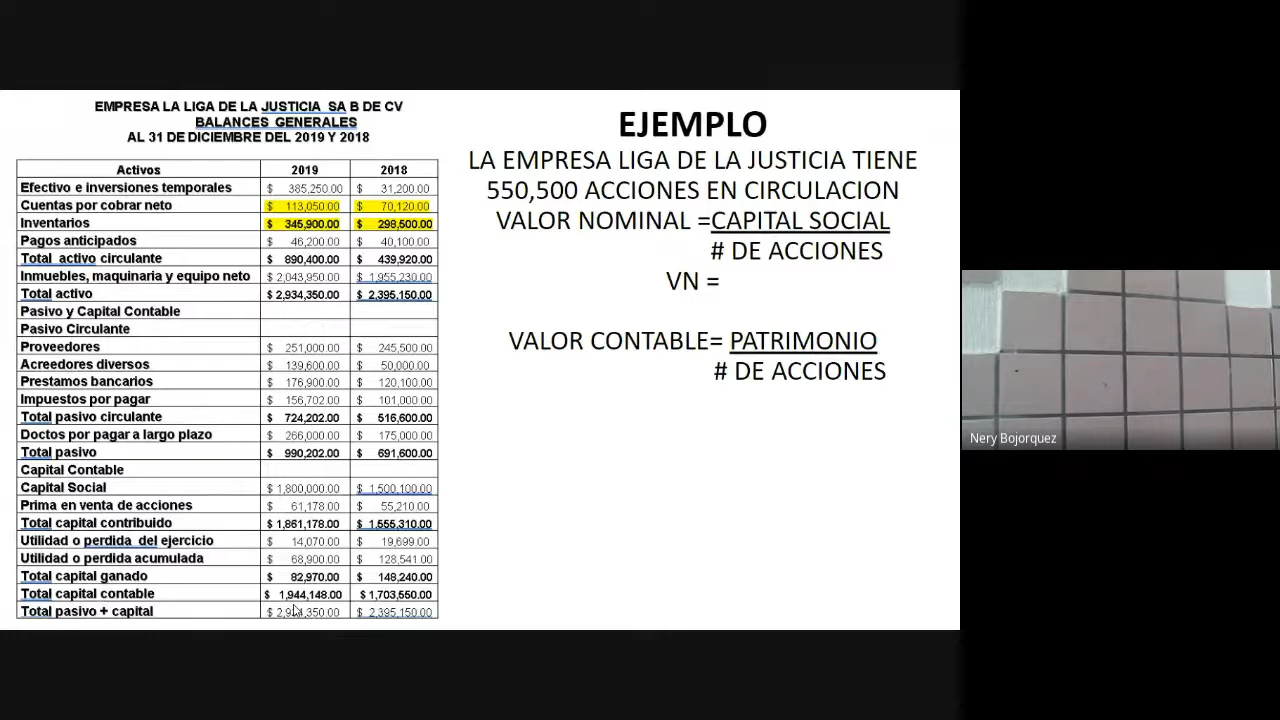 EMPRESA LA LIGA DE LA JUSTICIA SA B DE CV
BALANCES GENERALES
AL 31 DE DICIEMBRE DEL 2019 Y 2018
Activos 2019 2018
Efectivo e inversiones temporales $ 385,250.00 $ 31,200.00
Cuentas por cobrar neto $ 113,050.00 $ 70,120.00
Inventarios $ 345,900.00 $ 298,500.00
Pagos anticipados $ 46,200.00 $ 40,100.00
Total activo circulante $ 890,400.00 $ 439,920.00
Inmuebles, maquinaria y equipo neto $ 2,043,950.00 $ 1,955,230.00
Total activo $ 2,934,350.00 $ 2,395,150.00
Pasivo y Capital Contable
Pasivo Circulante
Proveedores $ 251,000.00 $ 245,500.00
Acreedores diversos $ 139,600.00 $ 50,000.00
Prestamos bancarios $ 176,900.00 $ 120,100.00
Impuestos por pagar $ 156,702.00 $ 101,000.00
Total pasivo circulante $ 724,202.00 $ 516,600.00
Doctos por pagar a largo plazo $ 266,000.00 $ 175,000.00
Total pasivo $ 990,202.00 $ 691,600.00
Capital Contable
Capital Social $ 1,800,000.00 $ 1,500,100.00
Prima en venta de acciones $ 61,178.00 $ 55,210.00
Total capital contribuido $ 1,861,178.00 $ 1,555,310.00
Utilidad o perdida del ejercicio $ 14,070.00 $ 19,699.00
Utilidad o perdida acumulada $ 68,900.00 $ 128,541.00
Total capital ganado $ 82,970.00 $ 148,240.00
Total capital contable $ 1,944,148.00 $ 1,703,550.00
Total pasivo + capital $ 2,934,350.00 $ 2,395,150.00
EJEMPLO
LA EMPRESA LIGA DE LA JUSTICIA TIENE
550,500 ACCIONES EN CIRCULACION
VALOR NOMINAL =CAPITAL SOCIAL
# DE ACCIONES
VN =
VALOR CONTABLE= PATRIMONIO
# DE ACCIONES
Nery Bojorquez